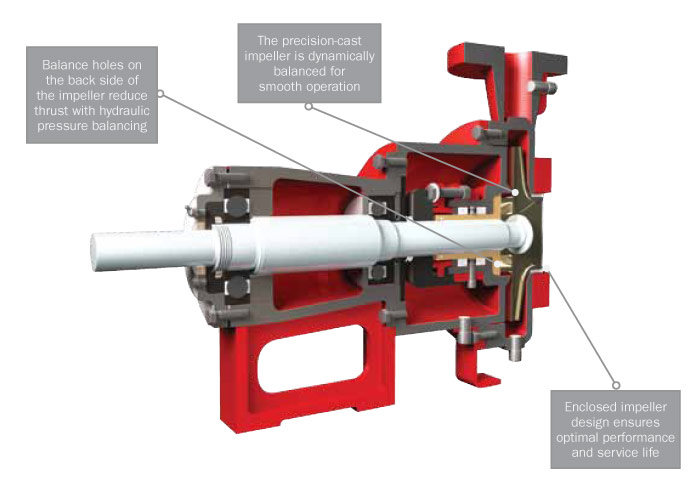 Balance holes on
the back side of
the impeller reduce
thrust with hydraulic
pressure balancing
The precision-cast
impeller is dynamically
balanced for
smooth operation
Enclosed impeller
design ensures
optimal performance
and service life